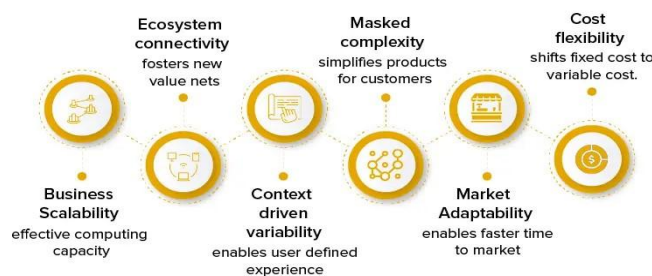 Business
Scalability
effective computing
capacity
Ecosystem
connectivity
fosters new
value nets
Context
driven
variability
enables user defined
experience
Masked
complexity
simplifies products
for customers
Market
Adaptability
enables faster time
to market
Cost
flexibility
shifts fixed cost to
variable cost.
$